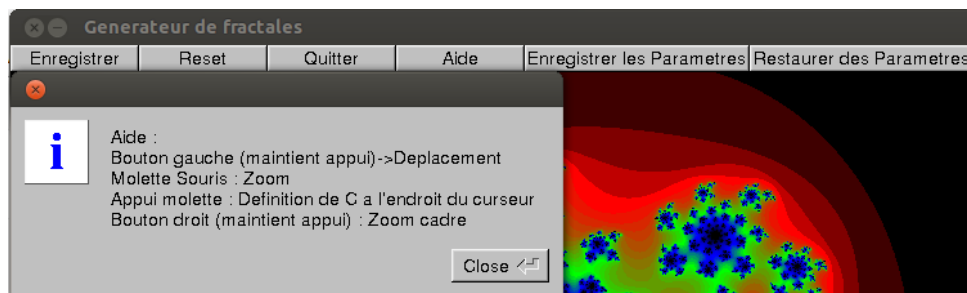 Generateur de fractales
Enregistrer Reset Quitter Aide Enregistrer les Parametres Restaurer des Parametres
i
Aide :
Bouton gauche (maintient appui)->Deplacement
Molette Souris : Zoom
Appui molette : Definition de C a l'endroit du curseur
Bouton droit (maintient appui) : Zoom cadre
Close